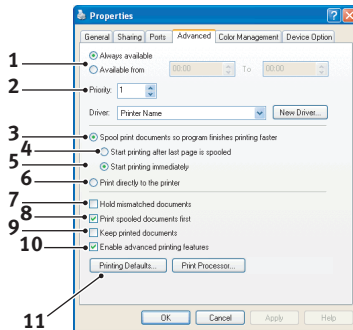 Properties
General Sharing Ports Advanced Color Management Device Option
1 Always available
Available from 00:00 To 00:00
2 Priority: 1
Driver: Printer Name New Driver...
3 Spool print documents so program finishes printing faster
4 Start printing after last page is spooled
5 Start printing immediately
6 Print directly to the printer
7 Hold mismatched documents
8 Print spooled documents first
9 Keep printed documents
10 Enable advanced printing features
Printing Defaults... Print Processor...
11
OK Cancel Apply Help